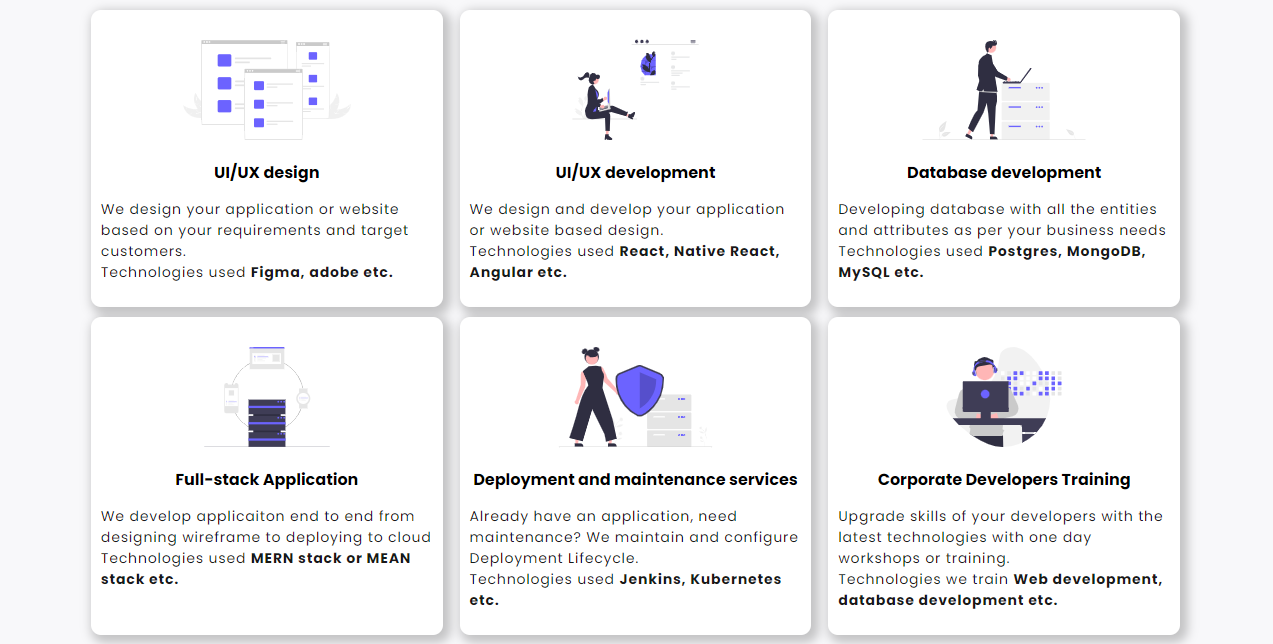 UI/UX design
We design your application or website
based on your requirements and target
customers.
Technologies used Figma, adobe etc.
UI/UX development
We design and develop your application
or website based design.
Technologies used React, Native React,
Angular etc.
Database development
Developing database with all the entities
and attributes as per your business needs
Technologies used Postgres, MongoDB,
MySQL etc.
Full-stack Application
We develop applicaiton end to end from
designing wireframe to deploying to cloud
Technologies used MERN stack or MEAN
stack etc.
Deployment and maintenance services
Already have an application, need
maintenance? We maintain and configure
Deployment Lifecycle.
Technologies used Jenkins, Kubernetes
etc.
Corporate Developers Training
Upgrade skills of your developers with the
latest technologies with one day
workshops or training.
Technologies we train Web development,
database development etc.